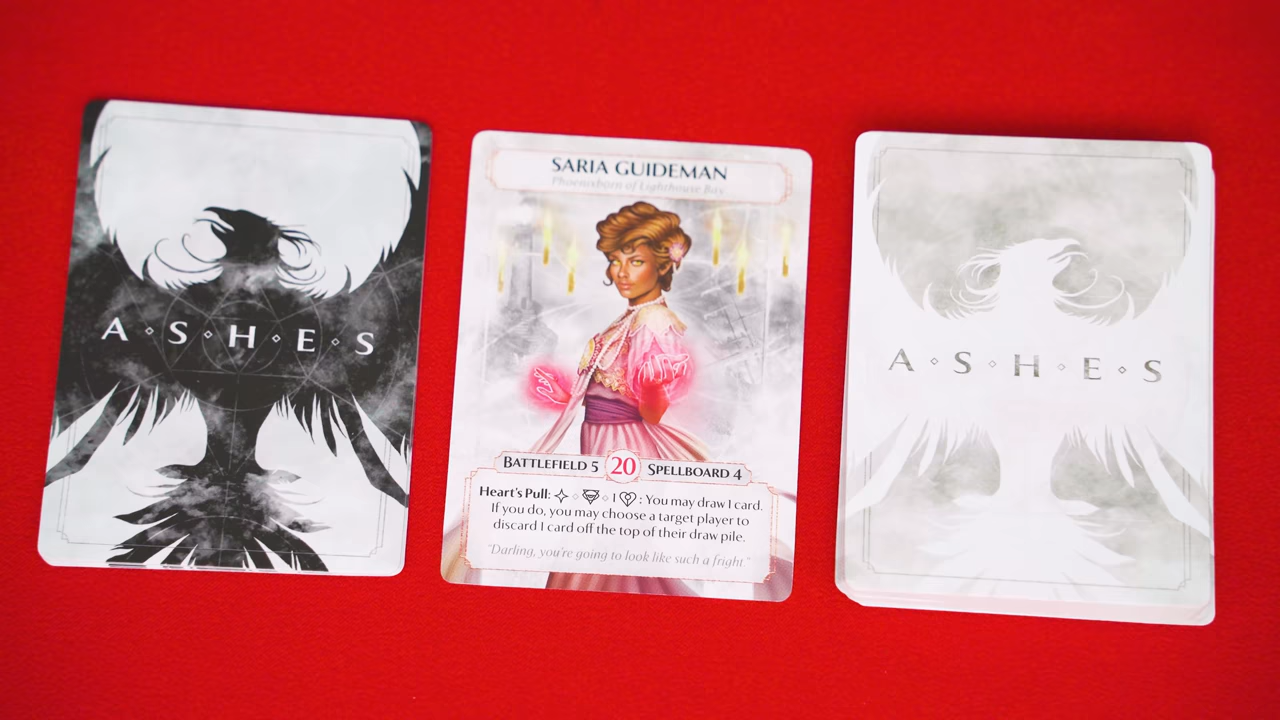 A·S·H·E·S
SARIA GUIDEMAN
Phoenixborn of Lighthouse Bay
BATTLEFIELD 5 20 SPELLBOARD 4
Heart's Pull: 1 : You may draw 1 card.
If you do, you may choose a target player to
discard 1 card off the top of their draw pile.
"Darling, you're going to look like such a fright."
A·S·H·E·S